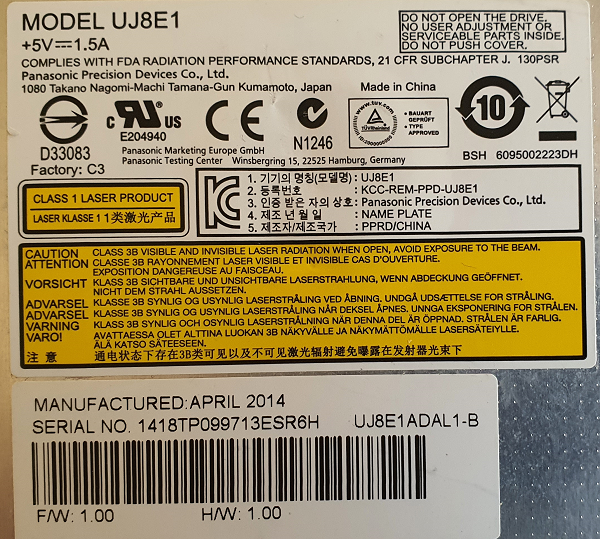 MODEL UJ8E1
+5V⎓1.5A
DO NOT OPEN THE DRIVE.
NO USER ADJUSTMENT OR
SERVICEABLE PARTS INSIDE.
DO NOT PUSH COVER.
COMPLIES WITH FDA RADIATION PERFORMANCE STANDARDS, 21 CFR SUBCHAPTER J. 130PSR
Panasonic Precision Devices Co., Ltd.
1080 Takano Nagomi-Machi Tamana-Gun Kumamoto, Japan Made in China
D33083
Factory: C3
c UL US
E204940
CE
N1246
www.tuv.com
TÜVRheinland
BAUART
GEPRÜFT
TYPE
APPROVED
10
Panasonic Marketing Europe GmbH
Panasonic Testing Center Winsbergring 15, 22525 Hamburg, Germany
BSH 6095002223DH
CLASS 1 LASER PRODUCT
LASER KLASSE 1 1类激光产品
1. 기기의 명칭(모델명) : UJ8E1
2. 등록번호 : KCC-REM-PPD-UJ8E1
3. 인증 받은 자의 상호 : Panasonic Precision Devices Co., Ltd.
4. 제조 년 월 일 : NAME PLATE
5. 제조자/제조국가 : PPRD/CHINA
CAUTION CLASS 3B VISIBLE AND INVISIBLE LASER RADIATION WHEN OPEN, AVOID EXPOSURE TO THE BEAM.
ATTENTION CLASSE 3B RAYONNEMENT LASER VISIBLE ET INVISIBLE CAS D'OUVERTURE.
EXPOSITION DANGEREUSE AU FAISCEAU.
VORSICHT KLASSE 3B SICHTBARE UND UNSICHTBARE LASERSTRAHLUNG, WENN ABDECKUNG GEÖFFNET.
NICHT DEM STRAHL AUSSETZEN.
ADVARSEL KLASSE 3B SYNLIG OG USYNLIG LASERSTRÅLING VED ÅBNING. UNDGÅ UDSÆTTELSE FOR STRÅLING.
ADVARSEL KLASSE 3B SYNLIG OG USYNLIG LASERSTRÅLING NÅR DEKSEL ÅPNES. UNNGA EKSPONERING FOR STRÅLEN.
VARNING KLASS 3B SYNLIG OCH OSYNLIG LASERSTRÅLNING NÄR DENNA DEL ÄR ÖPPNAD. STRÅLEN ÄR FARLIG.
VARO! AVATTAESSA OLET ALTTIINA LUOKAN 3B NÄKYVÄLLE JA NÄKYMÄTTÖMÄLLE LASERSÄTEILYLLE.
ÄLÄ KATSO SÄTEESEEN.
注 意 通电状态下存在3B类可见以及不可见激光辐射避免曝露在发射器光束下
MANUFACTURED:APRIL 2014
SERIAL NO. 1418TP099713ESR6H UJ8E1ADAL1-B
F/W: 1.00 H/W: 1.00